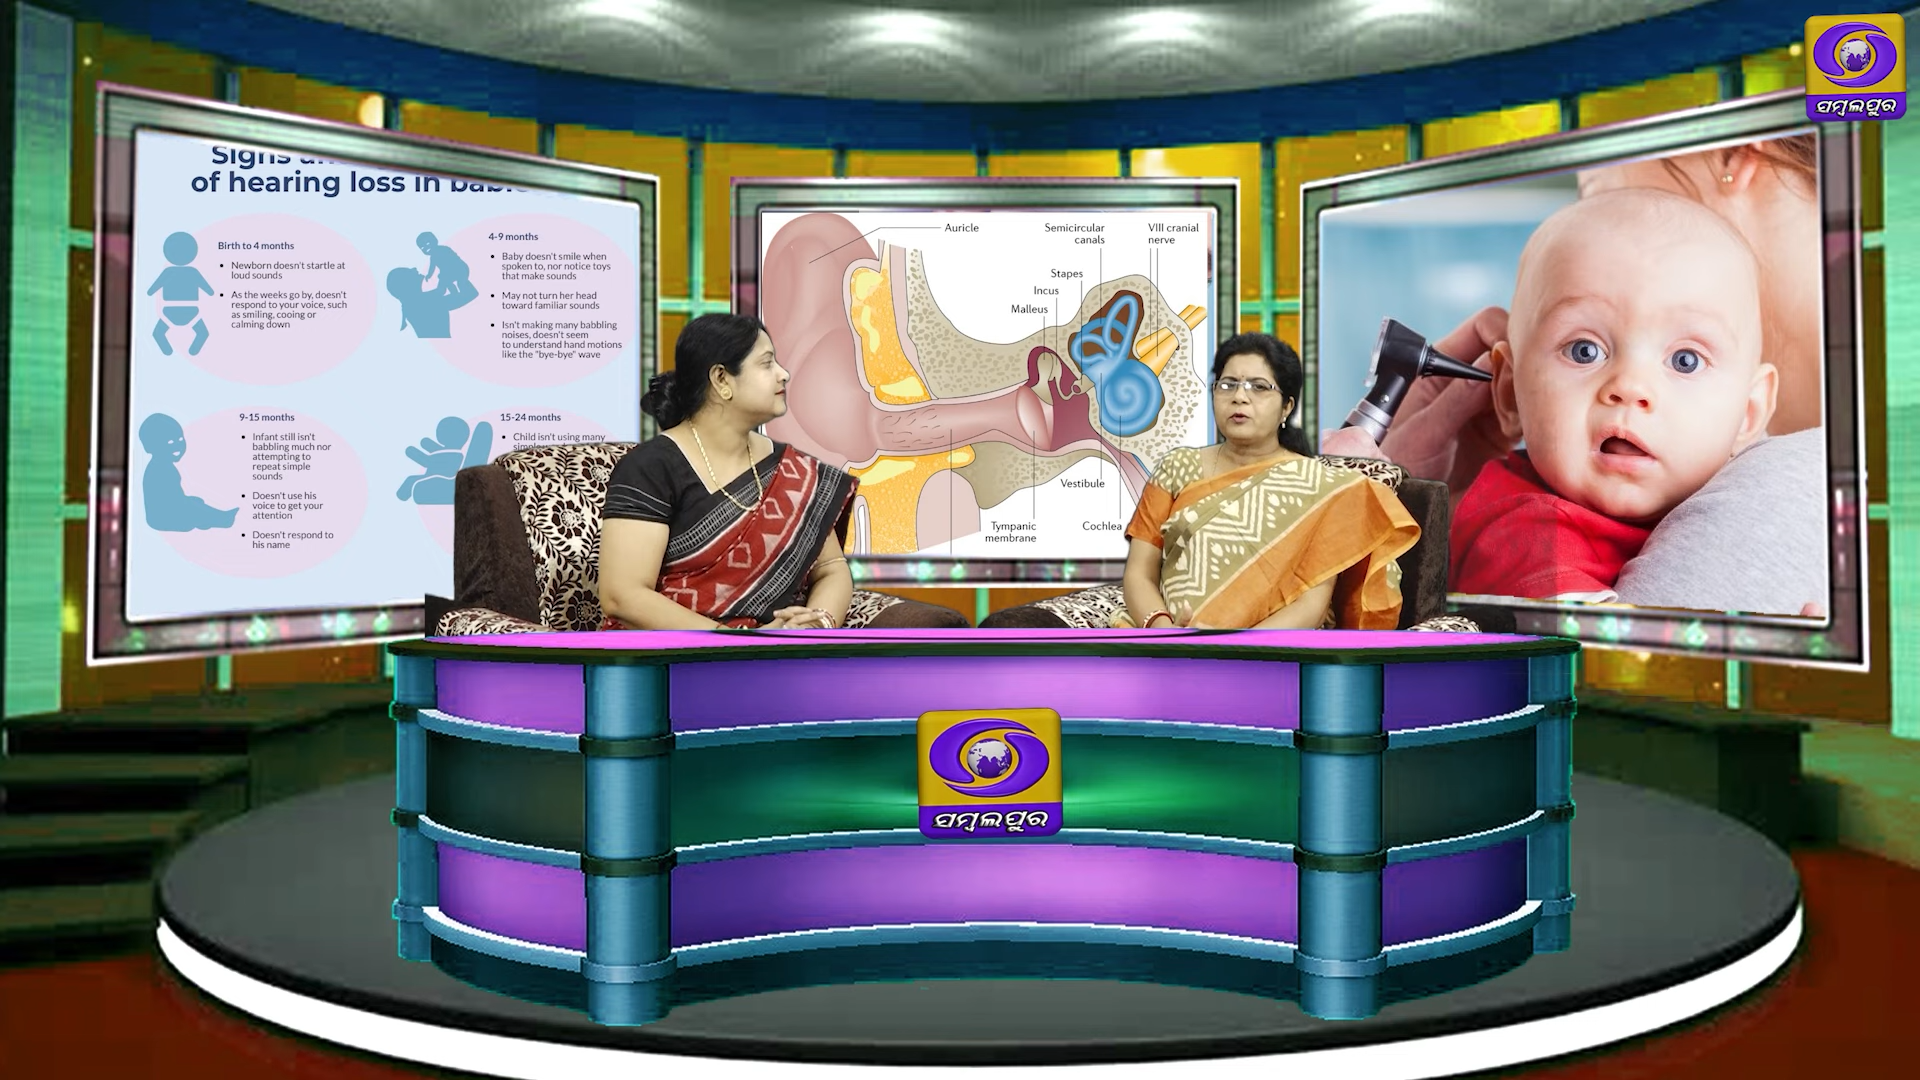 ସମ୍ବଲପୁର
Signs
of hearing loss in
Birth to 4 months
Newborn doesn't startle at
loud sounds
As the weeks go by, doesn't
respond to your voice, such
as smiling, cooing or
calming down
4-9 months
Baby doesn't smile when
spoken to, nor notice toys
that make sounds
May not turn her head
toward familiar sounds
Isn't making many babbling
noises, doesn't seem
to understand hand motions
like the "bye-bye" wave
9-15 months
Infant still isn't
babbling much nor
attempting to
repeat simple
sounds
Doesn't use his
voice to get your
attention
Doesn't respond to
his name
15-24 months
Child isn't using many
Auricle
Semicircular
canals
VIII cranial
nerve
Stapes
Incus
Malleus
Vestibule
Tympanic
membrane
Cochlea
ସମ୍ବଲପୁର